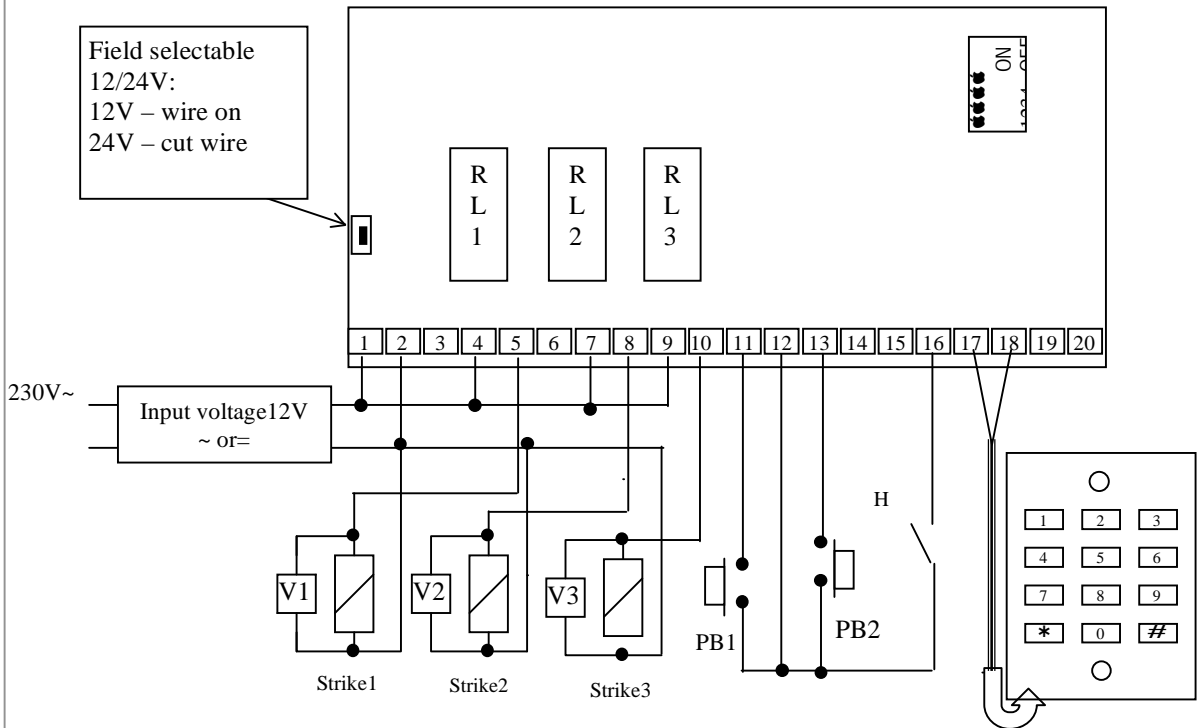 Field selectable
12/24V:
12V – wire on
24V – cut wire
ON
R
L
1
R
L
2
R
L
3
1 2 3 4 5 6 7 8 9 10 11 12 13 14 15 16 17 18 19 20
230V~
Input voltage12V
~ or=
H
V1
V2
V3
PB1
PB2
Strike1
Strike2
Strike3
1 2 3
4 5 6
7 8 9
* 0 #